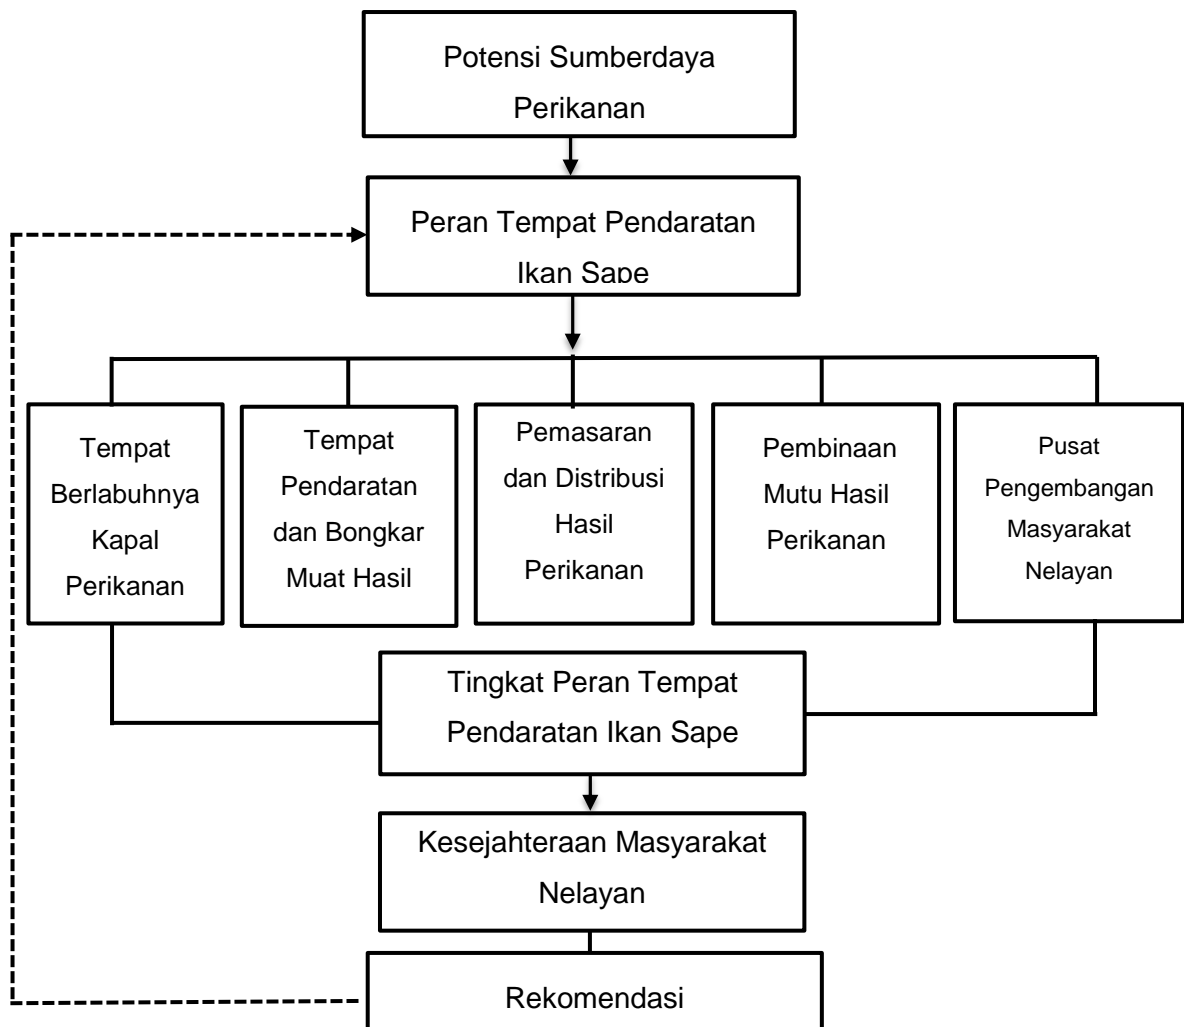 Potensi Sumberdaya
Perikanan
Peran Tempat Pendaratan
Ikan Sape
Tempat
Berlabuhnya
Kapal
Perikanan
Tempat
Pendaratan
dan Bongkar
Muat Hasil
Pemasaran
dan Distribusi
Hasil
Perikanan
Pembinaan
Mutu Hasil
Perikanan
Pusat
Pengembangan
Masyarakat
Nelayan
Tingkat Peran Tempat
Pendaratan Ikan Sape
Kesejahteraan Masyarakat
Nelayan
Rekomendasi